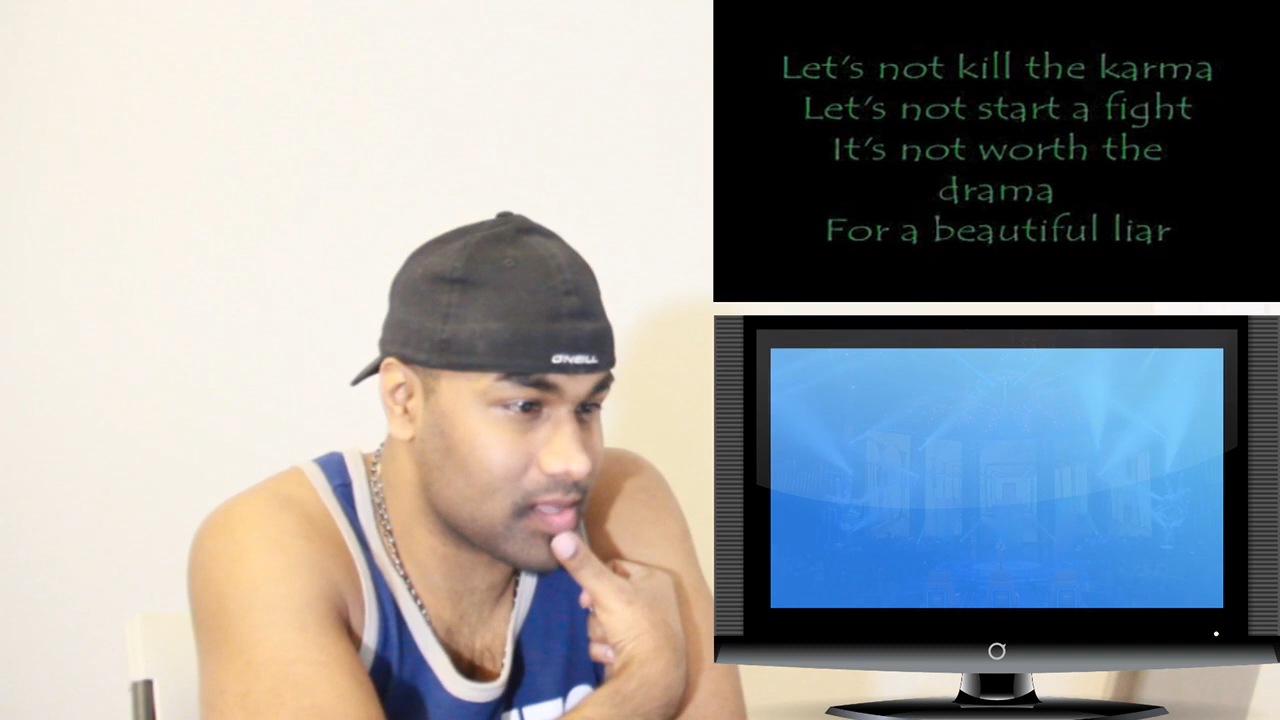 Let's not kill the karma
Let's not start a fight
It's not worth the
drama
For a beautiful liar
O'NEILL